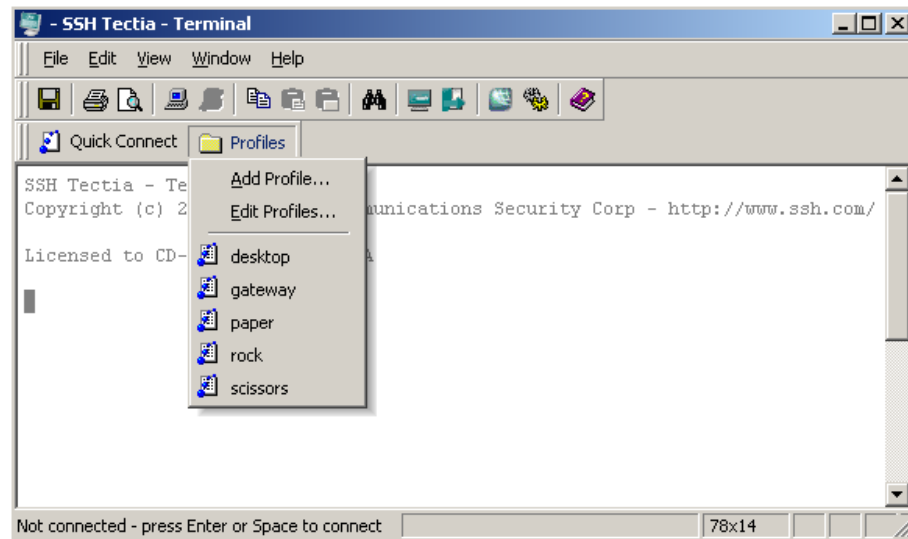 - SSH Tectia - Terminal
File Edit View Window Help
Quick Connect Profiles
SSH Tectia - Te
Copyright (c) 2 munications Security Corp - http://www.ssh.com/
Licensed to CD- A
Add Profile...
Edit Profiles...
desktop
gateway
paper
rock
scissors
Not connected - press Enter or Space to connect 78x14